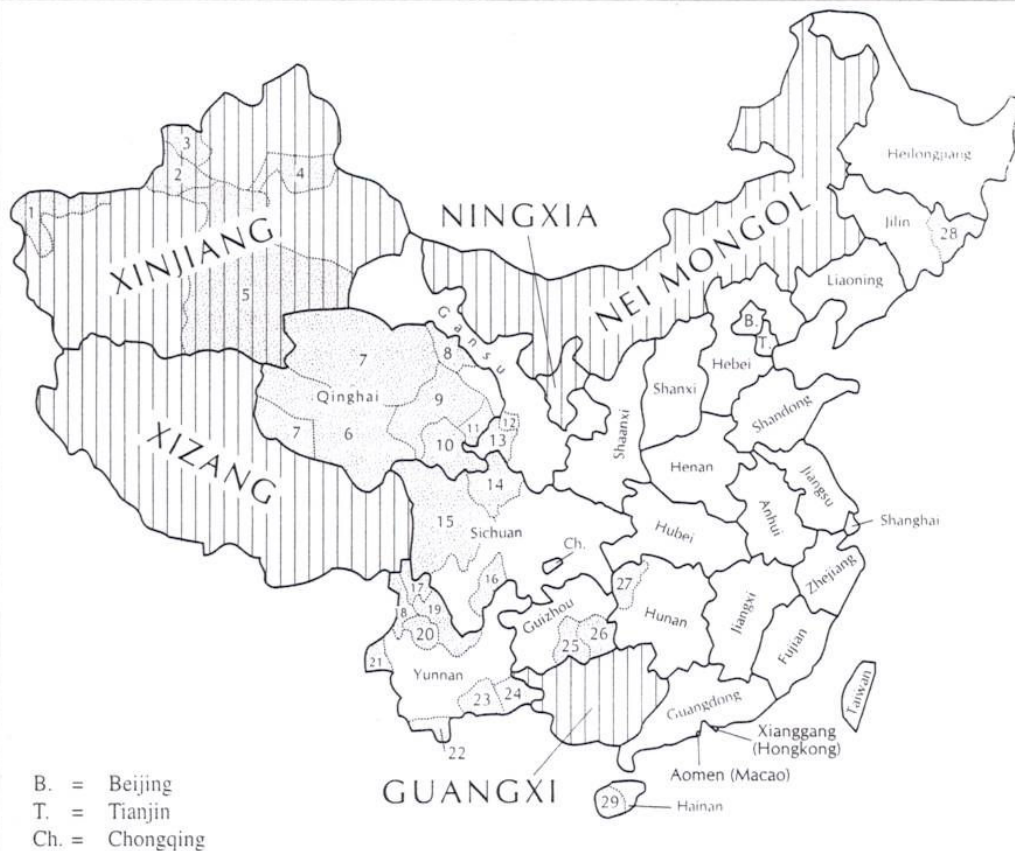 3
2
4
1
NINGXIA
XINJIANG
NEI MONGOL
Heilongjiang
Jilin
28
Liaoning
5
Gansu
B.
T.
Hebei
7
8
Qinghai
9
Shanxi
Shandong
7
6
10
11
12
13
Shaanxi
XIZANG
Henan
Jiangsu
14
15
Sichuan
Anhui
Shanghai
Hubei
Ch.
Zhejiang
16
17
18
19
20
27
Guizhou
Hunan
Jiangxi
Fujian
25
26
21
Yunnan
23
24
Guangdong
Taiwan
22
Xianggang
(Hongkong)
Aomen (Macao)
GUANGXI
29
Hainan
B. = Beijing
T. = Tianjin
Ch. = Chongqing